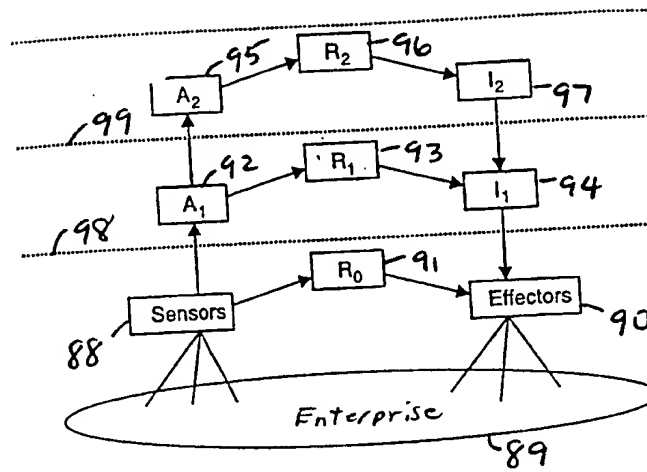 95
R2
96
A2
I2
97
99
92
R1
93
A1
I1
94
98
R0
91
Sensors
Effectors
88
90
Enterprise
89